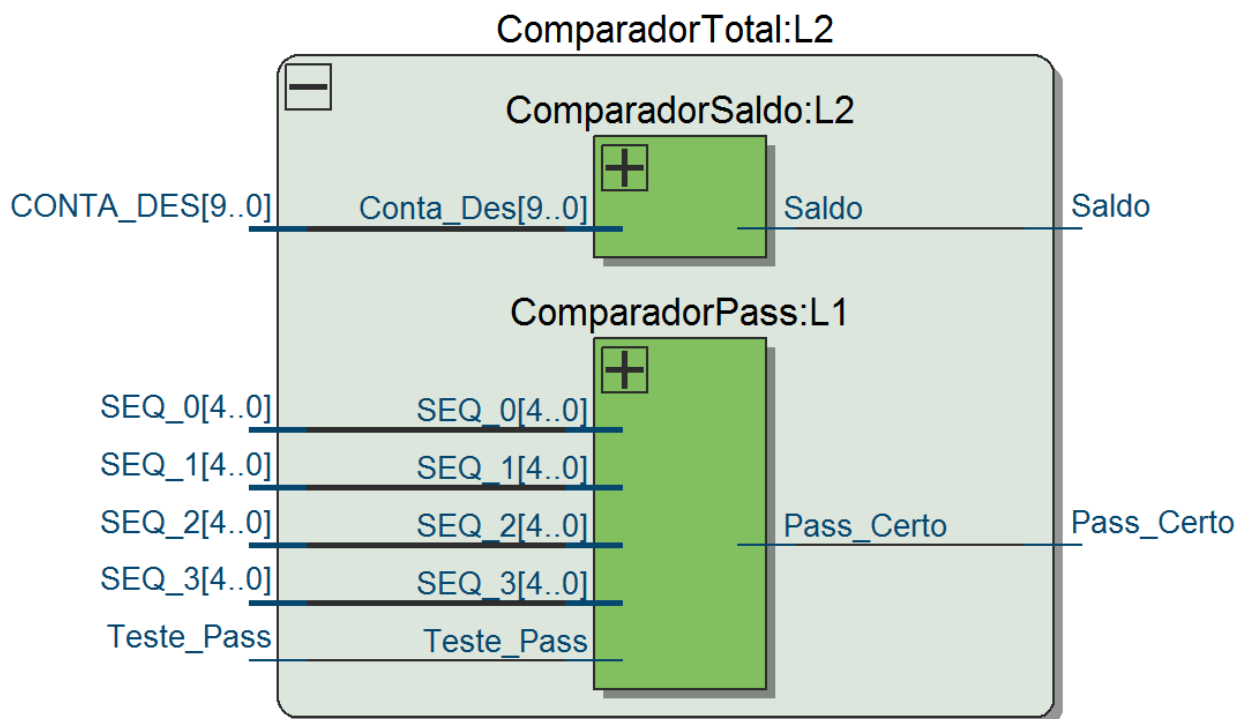 ComparadorTotal:L2
ComparadorSaldo:L2
CONTA_DES[9..0] Conta_Des[9..0] Saldo Saldo
ComparadorPass:L1
SEQ_0[4..0] SEQ_0[4..0]
SEQ_1[4..0] SEQ_1[4..0]
SEQ_2[4..0] SEQ_2[4..0] Pass_Certo Pass_Certo
SEQ_3[4..0] SEQ_3[4..0]
Teste_Pass Teste_Pass